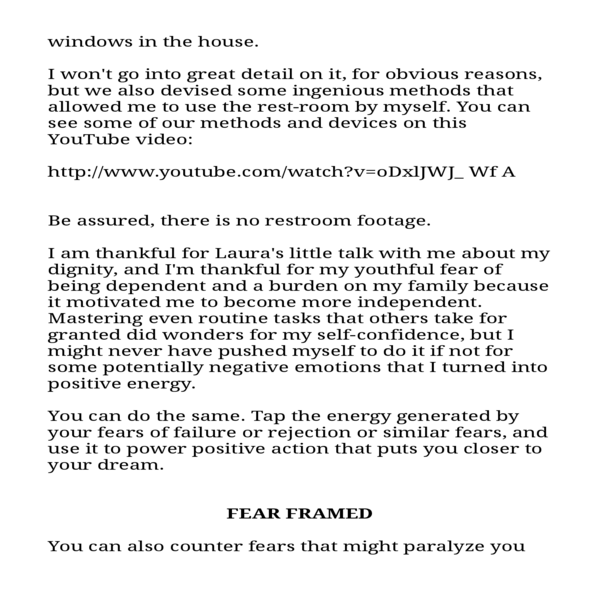 windows in the house.
I won't go into great detail on it, for obvious reasons,
but we also devised some ingenious methods that
allowed me to use the rest-room by myself. You can
see some of our methods and devices on this
YouTube video:
http://www.youtube.com/watch?v=oDxlJWJ_ Wf A
Be assured, there is no restroom footage.
I am thankful for Laura's little talk with me about my
dignity, and I'm thankful for my youthful fear of
being dependent and a burden on my family because
it motivated me to become more independent.
Mastering even routine tasks that others take for
granted did wonders for my self-confidence, but I
might never have pushed myself to do it if not for
some potentially negative emotions that I turned into
positive energy.
You can do the same. Tap the energy generated by
your fears of failure or rejection or similar fears, and
use it to power positive action that puts you closer to
your dream.
FEAR FRAMED
You can also counter fears that might paralyze you